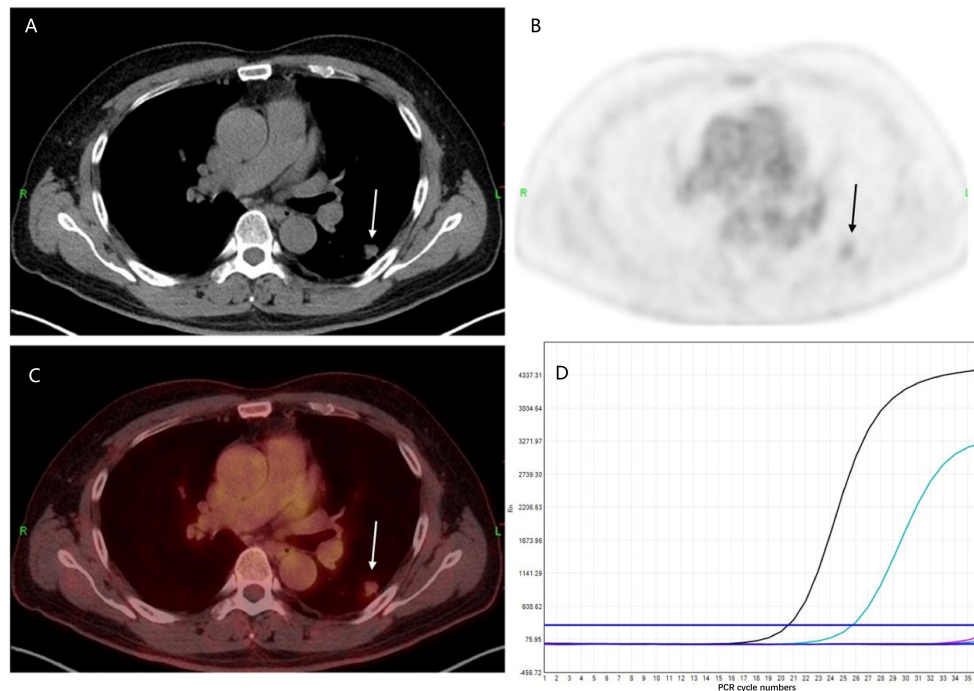 A
B
R
L
R
L
C
R
L
D
4337.31
3804.64
3271.97
2739.30
2206.63
1673.96
1141.29
608.62
75.95
-456.72
Rn
1 2 3 4 5 6 7 8 9 10 11 12 13 14 15 16 17 18 19 20 21 22 23 24 25 26 27 28 29 30 31 32 33 34 35
PCR cycle numbers